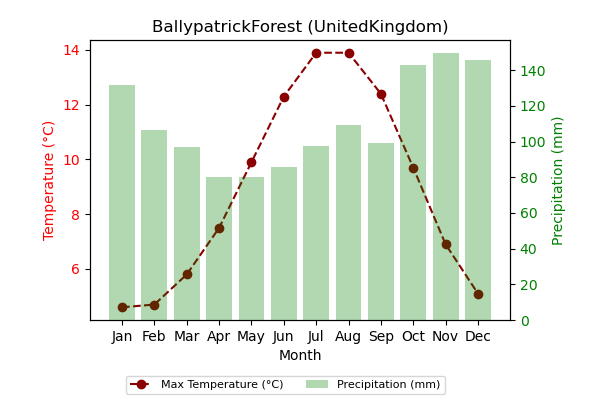 BallypatrickForest (UnitedKingdom)
14
12
10
8
6
Temperature (°C)
140
120
100
80
60
40
20
0
Precipitation (mm)
Jan Feb Mar Apr May Jun Jul Aug Sep Oct Nov Dec
Month
Max Temperature (°C) Precipitation (mm)